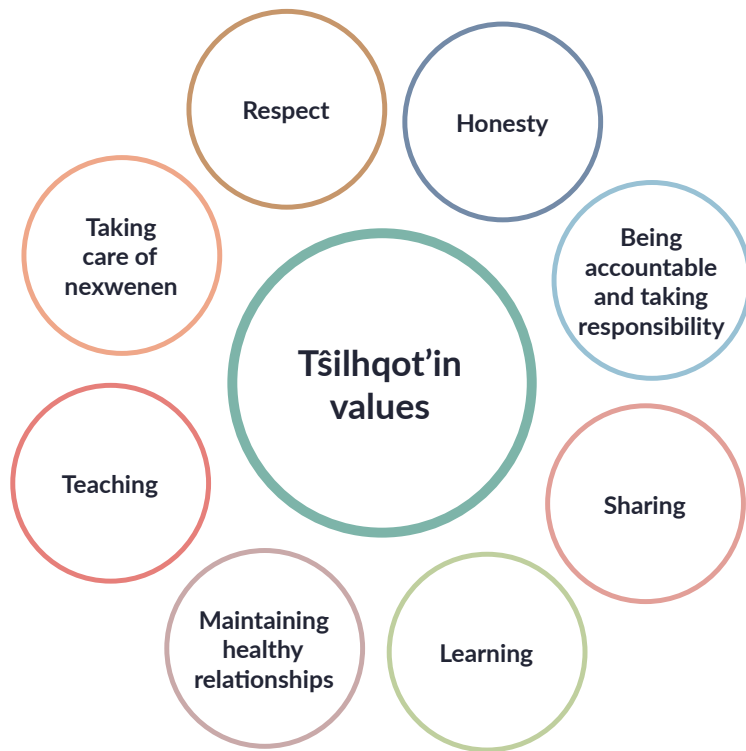 Respect
Honesty
Being
accountable
and taking
responsibility
Sharing
Learning
Maintaining
healthy
relationships
Teaching
Taking
care of
nexwenen
Tŝilhqot’in
values